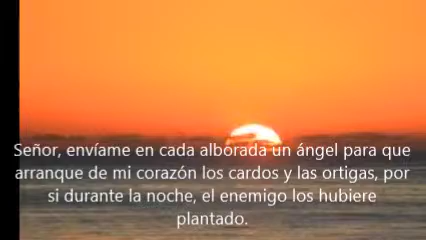 Señor, envíame en cada alborada un ángel para que
arranque de mi corazón los cardos y las ortigas, por
si durante la noche, el enemigo los hubiere
plantado.